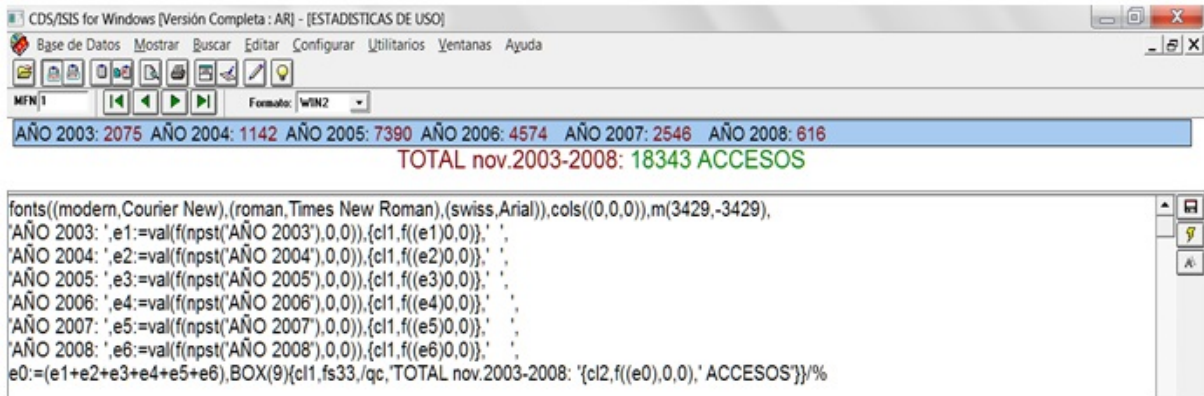 CDS/ISIS for Windows [Versión Completa : AR] - [ESTADISTICAS DE USO]
Base de Datos Mostrar Buscar Editar Configurar Utilitarios Ventanas Ayuda
MFN 1 Formato: WIN2
AÑO 2003: 2075 AÑO 2004: 1142 AÑO 2005: 7390 AÑO 2006: 4574 AÑO 2007: 2546 AÑO 2008: 616
TOTAL nov.2003-2008: 18343 ACCESOS
fonts((modern,Courier New),(roman,Times New Roman),(swiss,Arial)),cols((0,0,0)),m(3429,-3429),
'AÑO 2003: ',e1:=val(f(npst('AÑO 2003'),0,0)),{cl1,f((e1)0,0)},' ',
'AÑO 2004: ',e2:=val(f(npst('AÑO 2004'),0,0)),{cl1,f((e2)0,0)},' ',
'AÑO 2005: ',e3:=val(f(npst('AÑO 2005'),0,0)),{cl1,f((e3)0,0)},' ',
'AÑO 2006: ',e4:=val(f(npst('AÑO 2006'),0,0)),{cl1,f((e4)0,0)},' ',
'AÑO 2007: ',e5:=val(f(npst('AÑO 2007'),0,0)),{cl1,f((e5)0,0)},' ',
'AÑO 2008: ',e6:=val(f(npst('AÑO 2008'),0,0)),{cl1,f((e6)0,0)},' ',
e0:=(e1+e2+e3+e4+e5+e6),BOX(9){cl1,fs33,/qc,'TOTAL nov.2003-2008: '{cl2,f((e0),0,0),' ACCESOS'}}/%